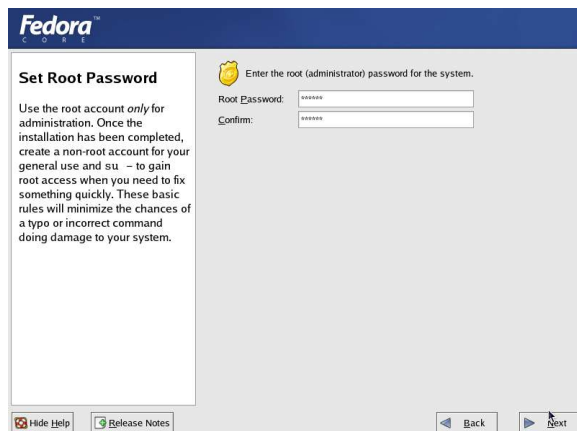 Fedora™
CORE
Set Root Password
Use the root account only for
administration. Once the
installation has been completed,
create a non-root account for your
general use and su - to gain
root access when you need to fix
something quickly. These basic
rules will minimize the chances of
a typo or incorrect command
doing damage to your system.
Enter the root (administrator) password for the system.
Root Password: ******
Confirm: ******
Hide Help
Release Notes
Back
Next